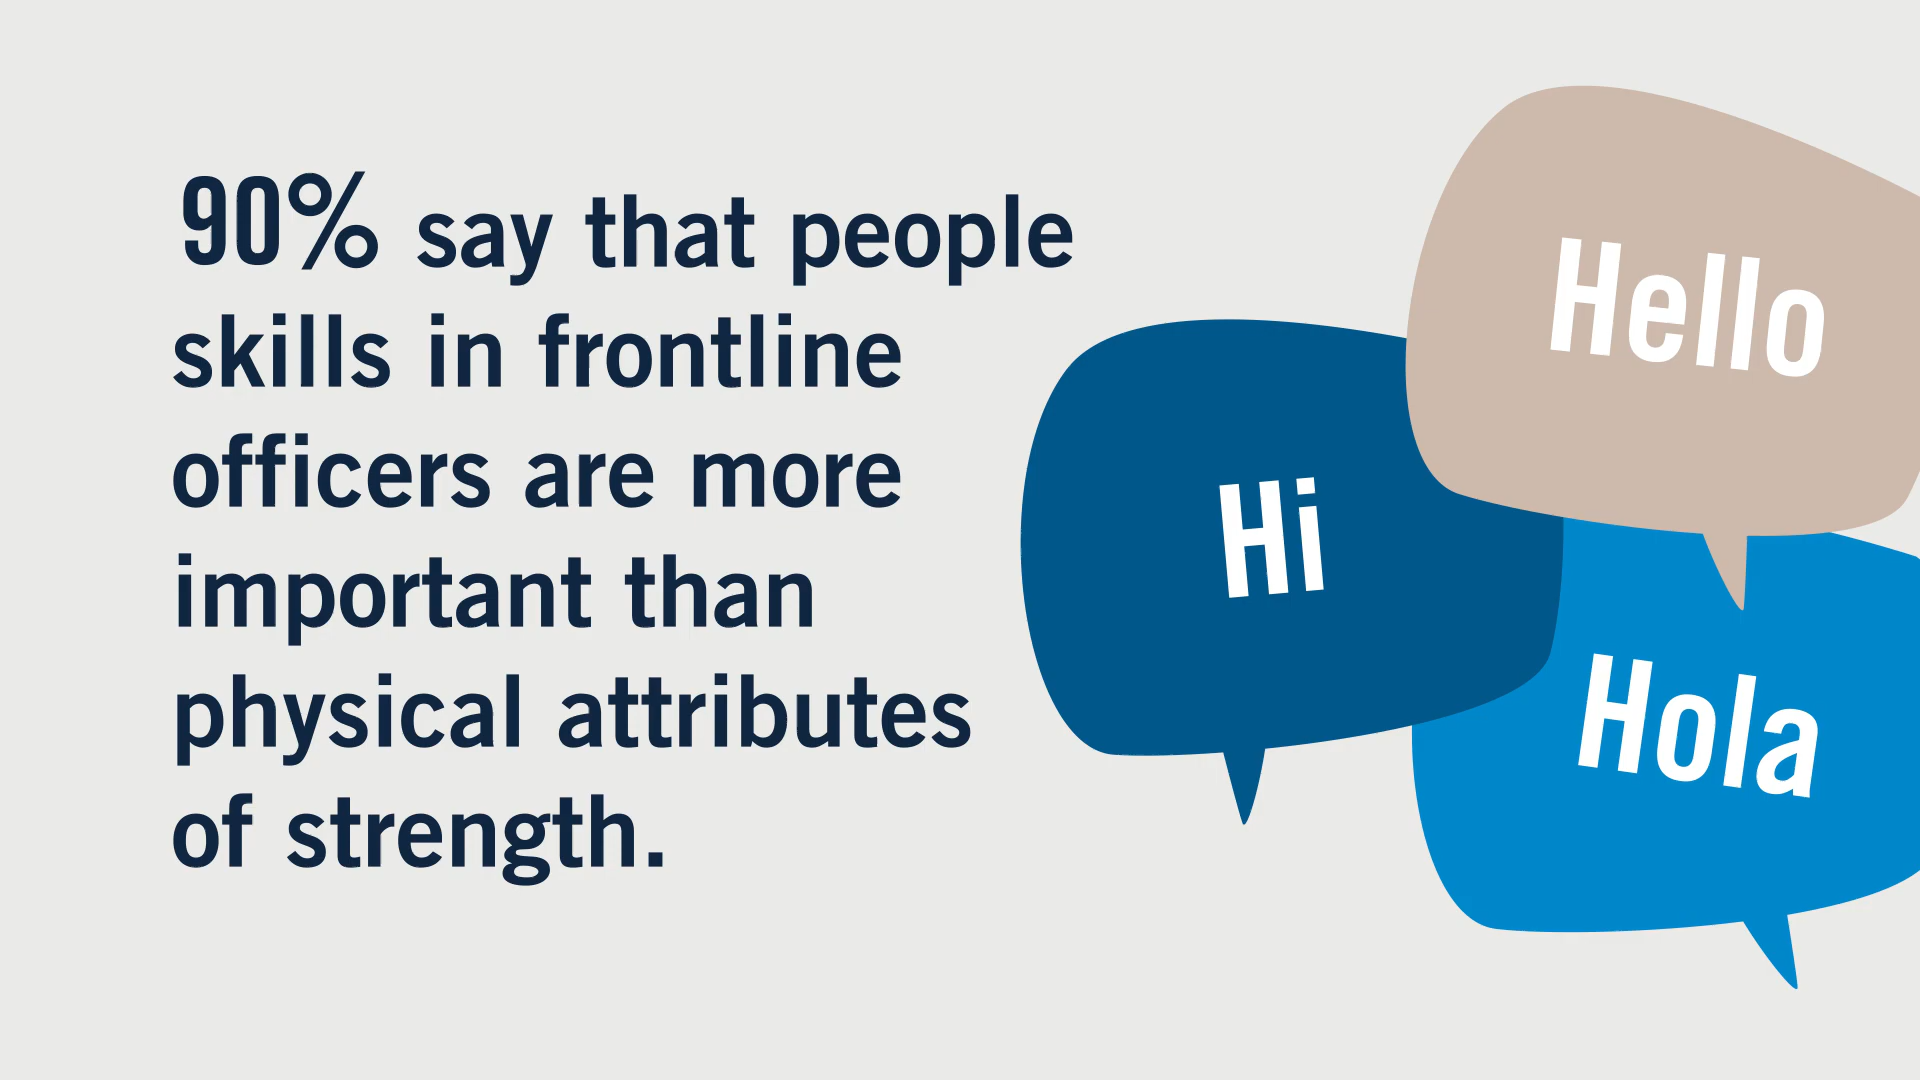 90% say that people
skills in frontline
officers are more
important than
physical attributes
of strength.
Hello
Hi
Hola